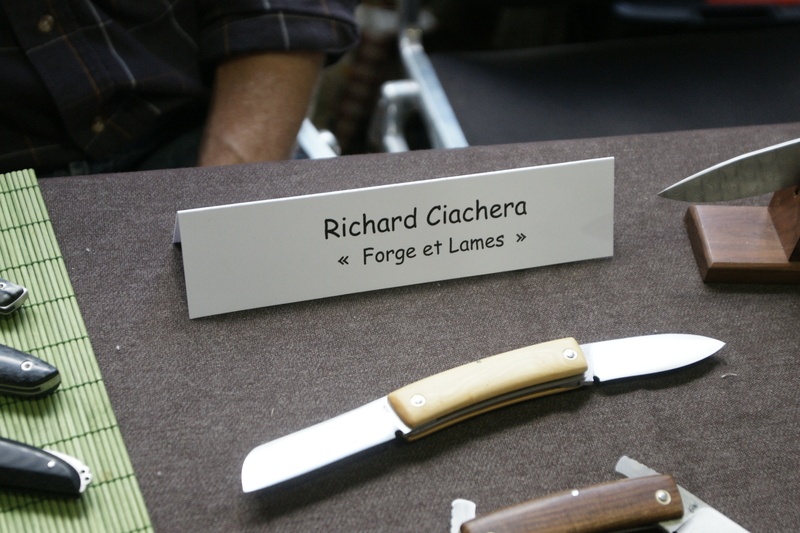 Richard Ciachera
« Forge et Lames »